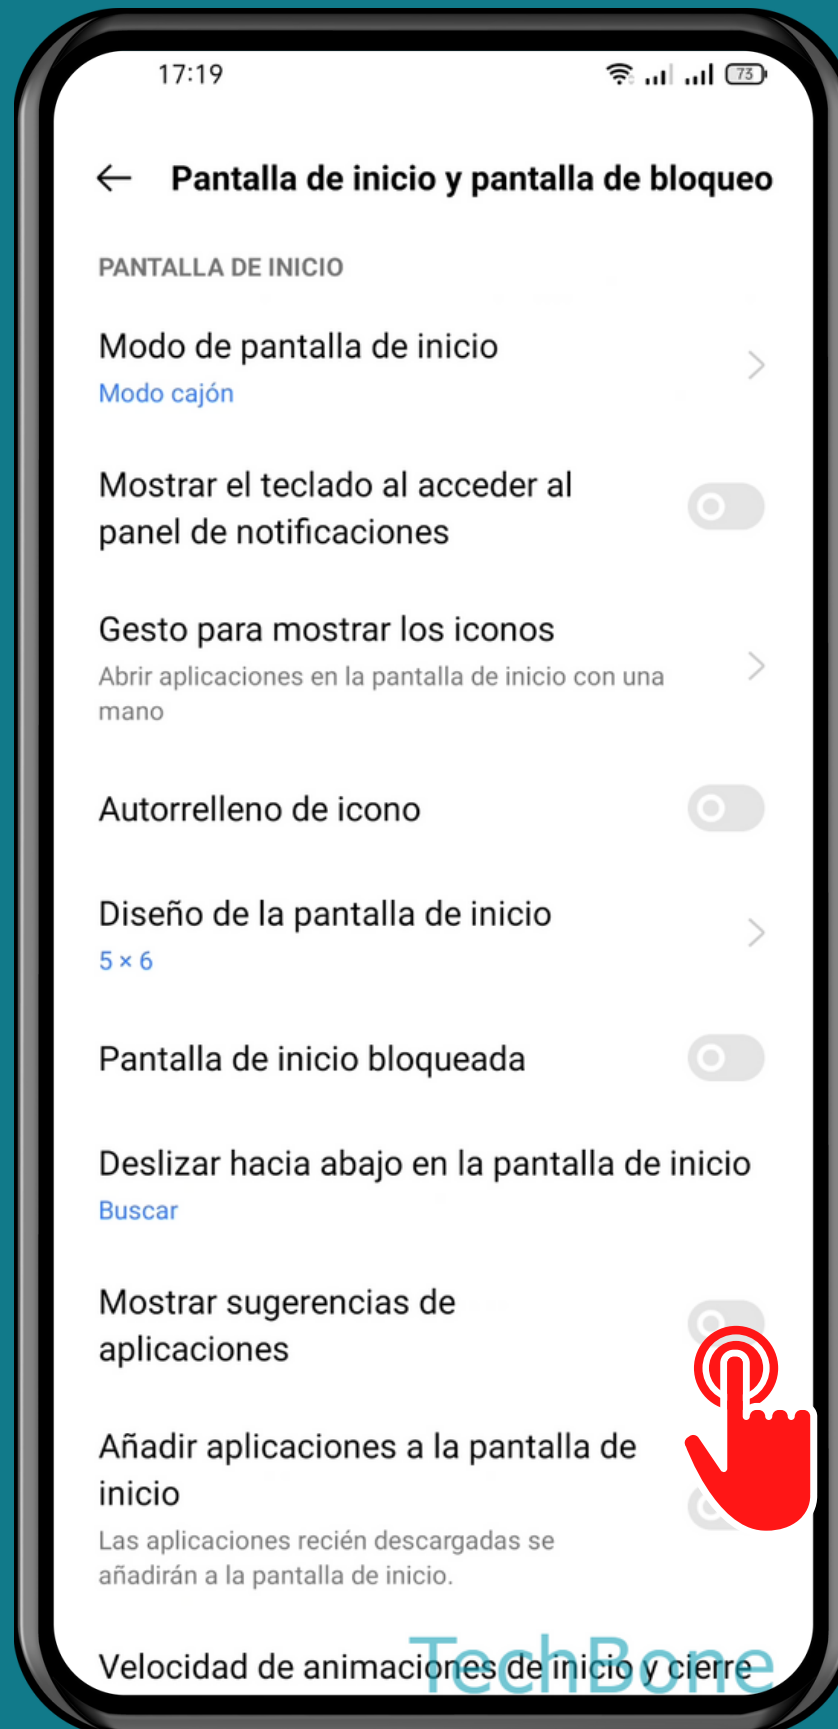 17:19
73
Pantalla de inicio y pantalla de bloqueo
PANTALLA DE INICIO
Modo de pantalla de inicio
Modo cajón
Mostrar el teclado al acceder al
panel de notificaciones
Gesto para mostrar los iconos
Abrir aplicaciones en la pantalla de inicio con una
mano
Autorrelleno de icono
Diseño de la pantalla de inicio
5 × 6
Pantalla de inicio bloqueada
Deslizar hacia abajo en la pantalla de inicio
Buscar
Mostrar sugerencias de
aplicaciones
Añadir aplicaciones a la pantalla de
inicio
Las aplicaciones recién descargadas se
añadirán a la pantalla de inicio.
Velocidad de animaciones de inicio y cierre
TechBone